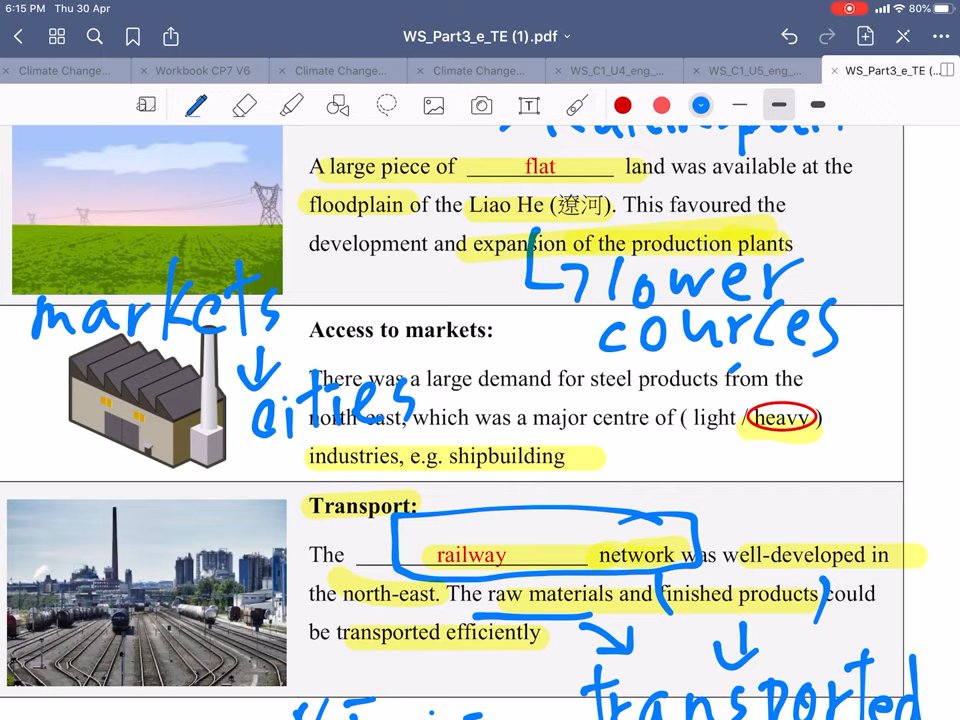 6:15 PM Thu 30 Apr
80%
WS_Part3_e_TE (1).pdf
Climate Change...
Workbook CP7 V6
Climate Change...
Climate Change...
WS_C1_U4_eng_...
WS_C1_U5_eng_...
WS_Part3_e_TE (...
A large piece of flat land was available at the
floodplain of the Liao He (遼河). This favoured the
development and expansion of the production plants
lower
cources
markets
cities
Access to markets:
There was a large demand for steel products from the
north-east, which was a major centre of ( light / heavy )
industries, e.g. shipbuilding
Transport:
The railway network was well-developed in
the north-east. The raw materials and finished products could
be transported efficiently
transported